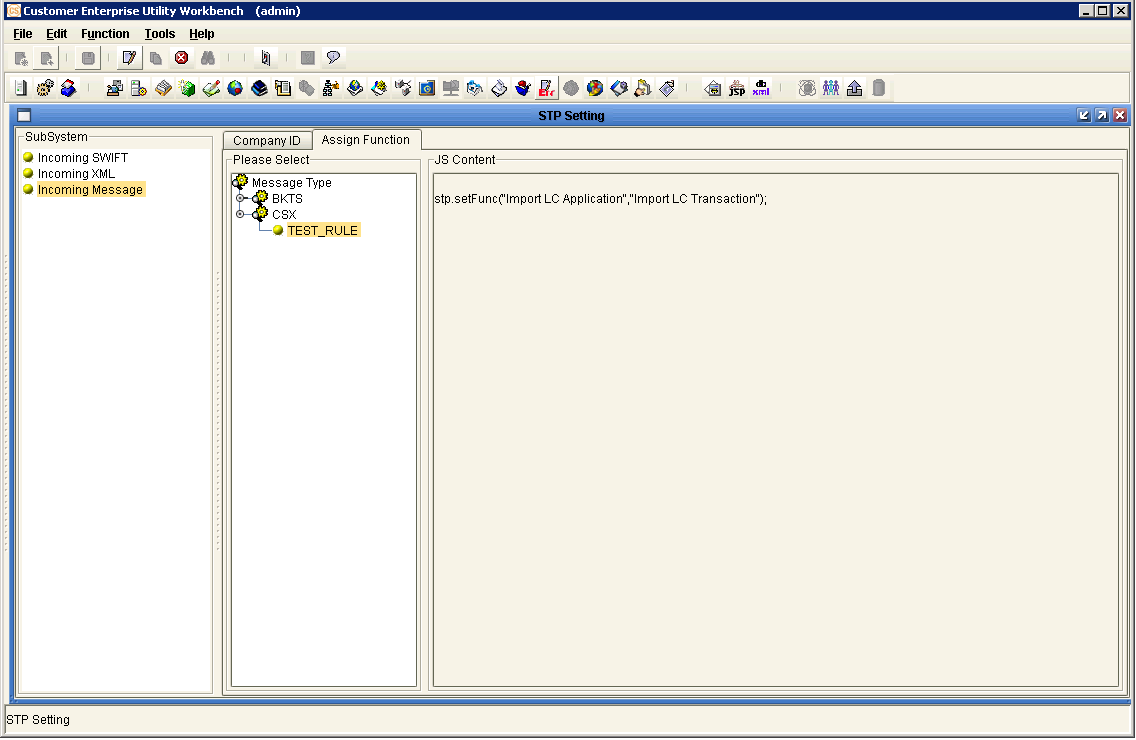 Customer Enterprise Utility Workbench (admin)
File Edit Function Tools Help
Err
jsp
xml
STP Setting
SubSystem
Incoming SWIFT
Incoming XML
Incoming Message
Company ID
Assign Function
Please Select
Message Type
BKTS
CSX
TEST_RULE
JS Content
stp.setFunc("Import LC Application","Import LC Transaction");
STP Setting